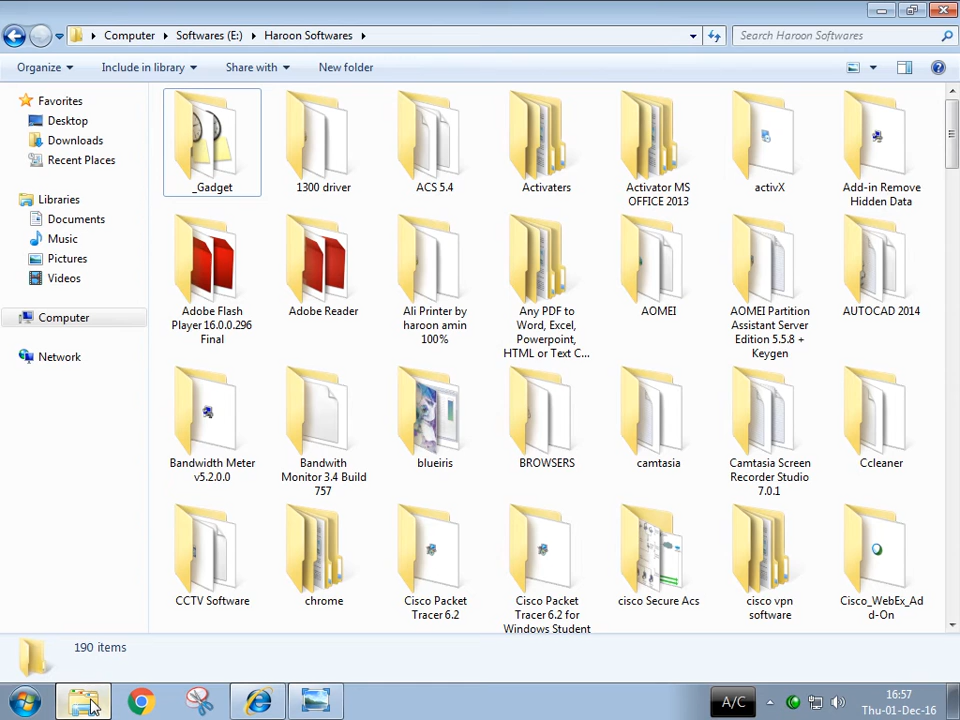 Computer ▸ Softwares (E:) ▸ Haroon Softwares ▸
Search Haroon Softwares
Organize Include in library Share with New folder
Favorites
Desktop
Downloads
Recent Places
Libraries
Documents
Music
Pictures
Videos
Computer
Network
_Gadget
1300 driver
ACS 5.4
Activaters
Activator MS
OFFICE 2013
activX
Add-in Remove
Hidden Data
Adobe Flash
Player 16.0.0.296
Final
Adobe Reader
Ali Printer by
haroon amin
100%
Any PDF to
Word, Excel,
Powerpoint,
HTML or Text C...
AOMEI
AOMEI Partition
Assistant Server
Edition 5.5.8 +
Keygen
AUTOCAD 2014
Bandwidth Meter
v5.2.0.0
Bandwith
Monitor 3.4 Build
757
blueiris
BROWSERS
camtasia
Camtasia Screen
Recorder Studio
7.0.1
Ccleaner
CCTV Software
chrome
Cisco Packet
Tracer 6.2
Cisco Packet
Tracer 6.2 for
Windows Student
cisco Secure Acs
cisco vpn
software
Cisco_WebEx_Ad
d-On
190 items
A/C
16:57
Thu-01-Dec-16